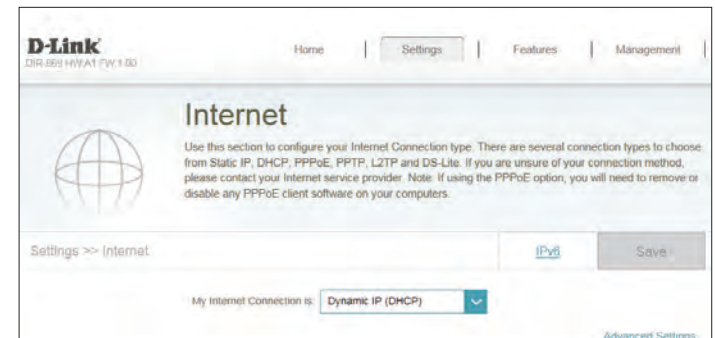 D-Link
DIR-869 HW:A1 FW:1.00
Home | Settings | Features | Management |
Internet
Use this section to configure your Internet Connection type. There are several connection types to choose
from Static IP, DHCP, PPPoE, PPTP, L2TP and DS-Lite. If you are unsure of your connection method,
please contact your Internet service provider. Note: If using the PPPoE option, you will need to remove or
disable any PPPoE client software on your computers.
Settings >> Internet
IPv6
Save
My Internet Connection is: Dynamic IP (DHCP)
Advanced Settings